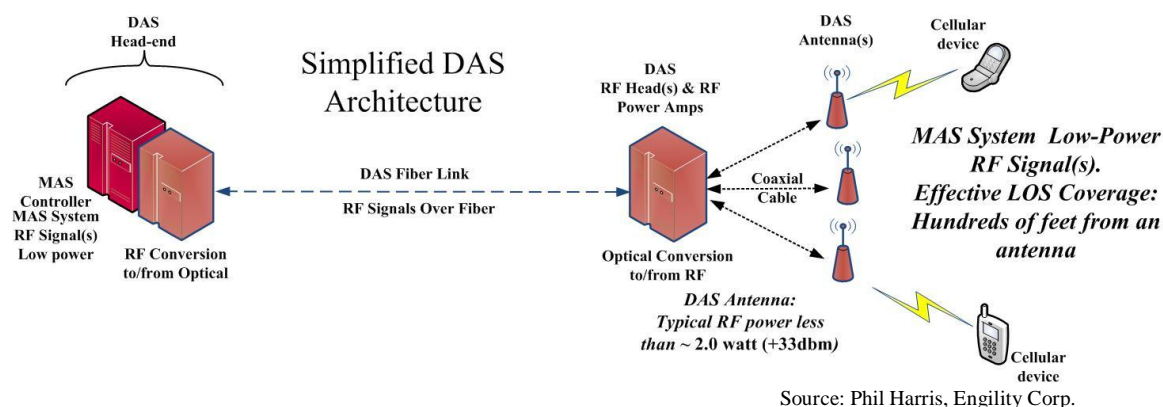 DAS
Head-end
Simplified DAS
Architecture
MAS
Controller
MAS System
RF Signal(s)
Low power
RF Conversion
to/from Optical
DAS Fiber Link
RF Signals Over Fiber
DAS
RF Head(s) & RF
Power Amps
Optical Conversion
to/from RF
DAS
Antenna(s)
Coaxial
Cable
DAS Antenna:
Typical RF power less
than ~ 2.0 watt (+33dbm)
Cellular
device
MAS System Low-Power
RF Signal(s).
Effective LOS Coverage:
Hundreds of feet from an
antenna
Cellular
device
Source: Phil Harris, Engility Corp.